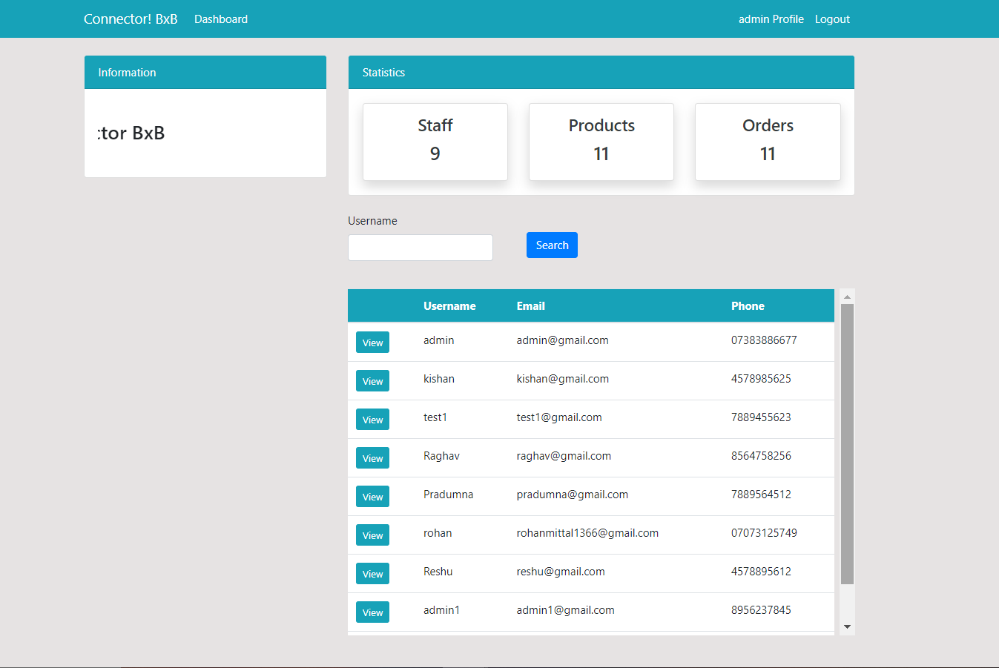 Connector! BxB Dashboard admin Profile Logout
Information
tor BxB
Statistics
Staff
9
Products
11
Orders
11
Username
Search
Username Email Phone
View admin admin@gmail.com 07383886677
View kishan kishan@gmail.com 4578985625
View test1 test1@gmail.com 7889455623
View Raghav raghav@gmail.com 8564758256
View Pradumna pradumna@gmail.com 7889564512
View rohan rohanmittal1366@gmail.com 07073125749
View Reshu reshu@gmail.com 4578895612
View admin1 admin1@gmail.com 8956237845